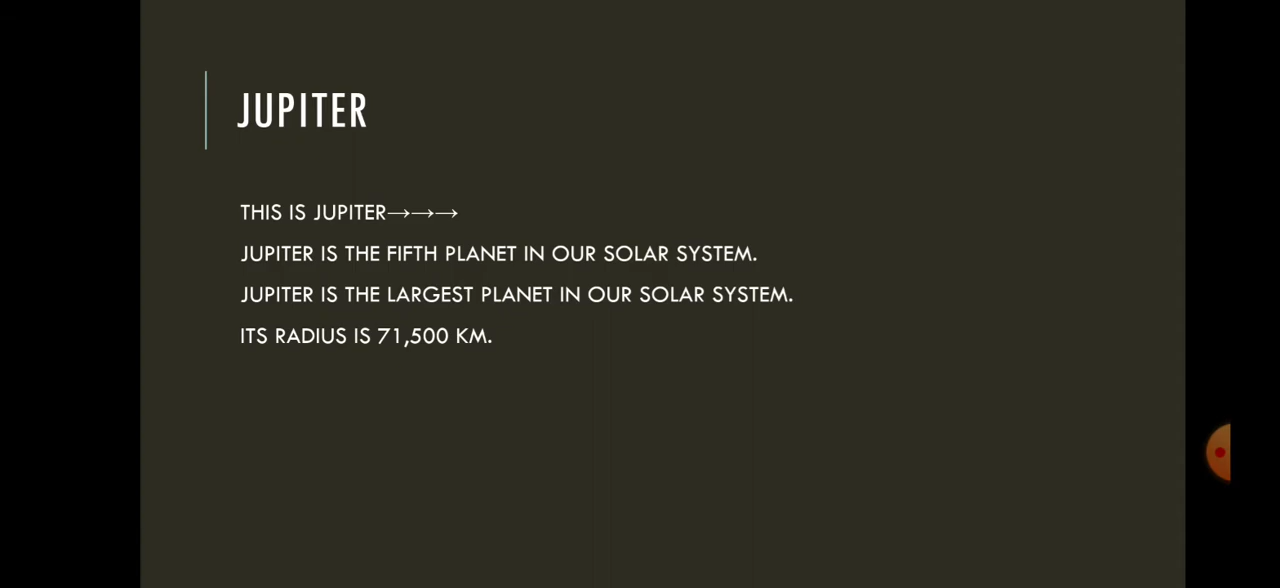 JUPITER
THIS IS JUPITER→→→
JUPITER IS THE FIFTH PLANET IN OUR SOLAR SYSTEM.
JUPITER IS THE LARGEST PLANET IN OUR SOLAR SYSTEM.
ITS RADIUS IS 71,500 KM.